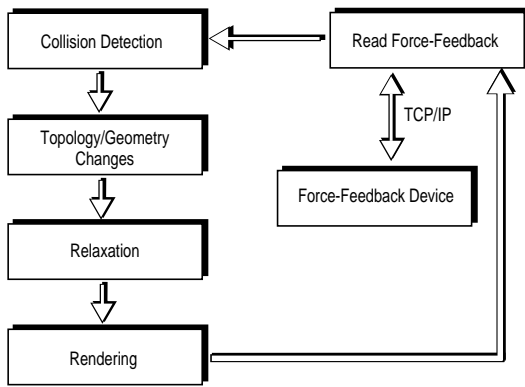 Collision Detection
Read Force-Feedback
TCP/IP
Topology/Geometry
Changes
Force-Feedback Device
Relaxation
Rendering